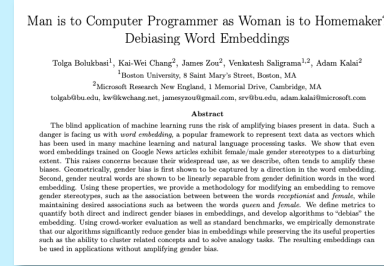 Man is to Computer Programmer as Woman is to Homemaker?
Debiasing Word Embeddings
Tolga Bolukbasi¹, Kai-Wei Chang², James Zou², Venkatesh Saligrama¹,², Adam Kalai²
¹Boston University, 8 Saint Mary's Street, Boston, MA
²Microsoft Research New England, 1 Memorial Drive, Cambridge, MA
tolgab@bu.edu, kw@kwchang.net, jamesyzou@gmail.com, srv@bu.edu, adam.kalai@microsoft.com
Abstract
The blind application of machine learning runs the risk of amplifying biases present in data. Such a
danger is facing us with word embedding, a popular framework to represent text data as vectors which
has been used in many machine learning and natural language processing tasks. We show that even
word embeddings trained on Google News articles exhibit female/male gender stereotypes to a disturbing
extent. This raises concerns because their widespread use, as we describe, often tends to amplify these
biases. Geometrically, gender bias is first shown to be captured by a direction in the word embedding.
Second, gender neutral words are shown to be linearly separable from gender definition words in the word
embedding. Using these properties, we provide a methodology for modifying an embedding to remove
gender stereotypes, such as the association between between the words receptionist and female, while
maintaining desired associations such as between the words queen and female. We define metrics to
quantify both direct and indirect gender biases in embeddings, and develop algorithms to "debias" the
embedding. Using crowd-worker evaluation as well as standard benchmarks, we empirically demonstrate
that our algorithms significantly reduce gender bias in embeddings while preserving the its useful properties
such as the ability to cluster related concepts and to solve analogy tasks. The resulting embeddings can
be used in applications without amplifying gender bias.